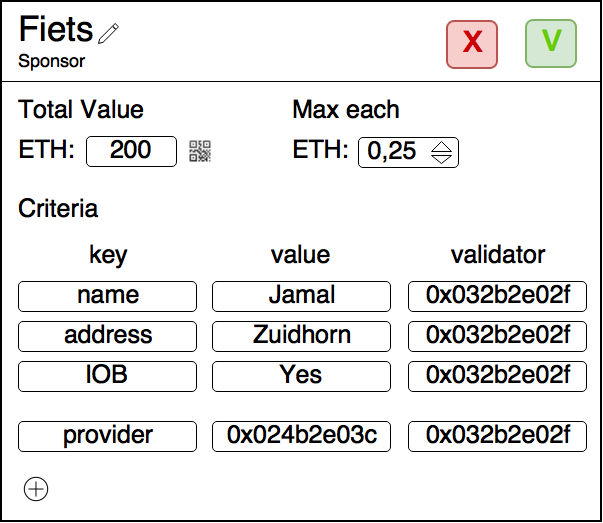 Fiets X V
Sponsor
Total Value Max each
ETH: 200 ETH: 0,25
Criteria
key value validator
name Jamal 0x032b2e02f
address Zuidhorn 0x032b2e02f
IOB Yes 0x032b2e02f
provider 0x024b2e03c 0x032b2e02f